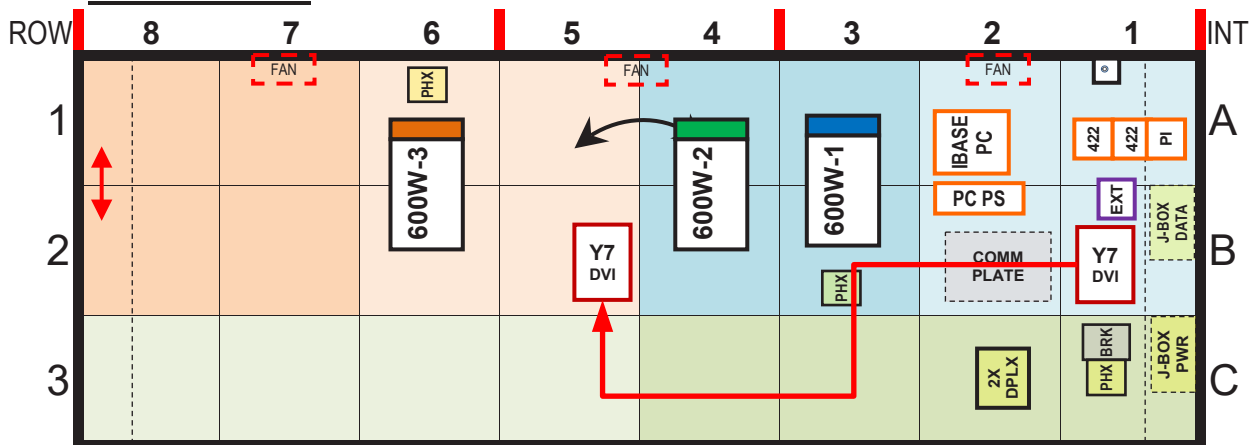 ROW 8 7 6 5 4 3 2 1 INT
FAN FAN FAN
PHX
1 A
600W-3
600W-2
600W-1
IBASE
PC
422 422 PI
PC PS
EXT
J-BOX
DATA
2 B
Y7
DVI
COMM
PLATE
Y7
DVI
PHX
3 C
2X
DPLX
BRK
PHX
J-BOX
PWR